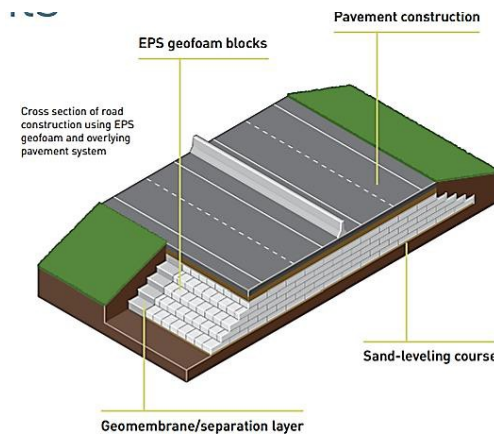 Pavement construction
EPS geofoam blocks
Cross section of road
construction using EPS
geofoam and overlying
pavement system
Sand-leveling course
Geomembrane/separation layer